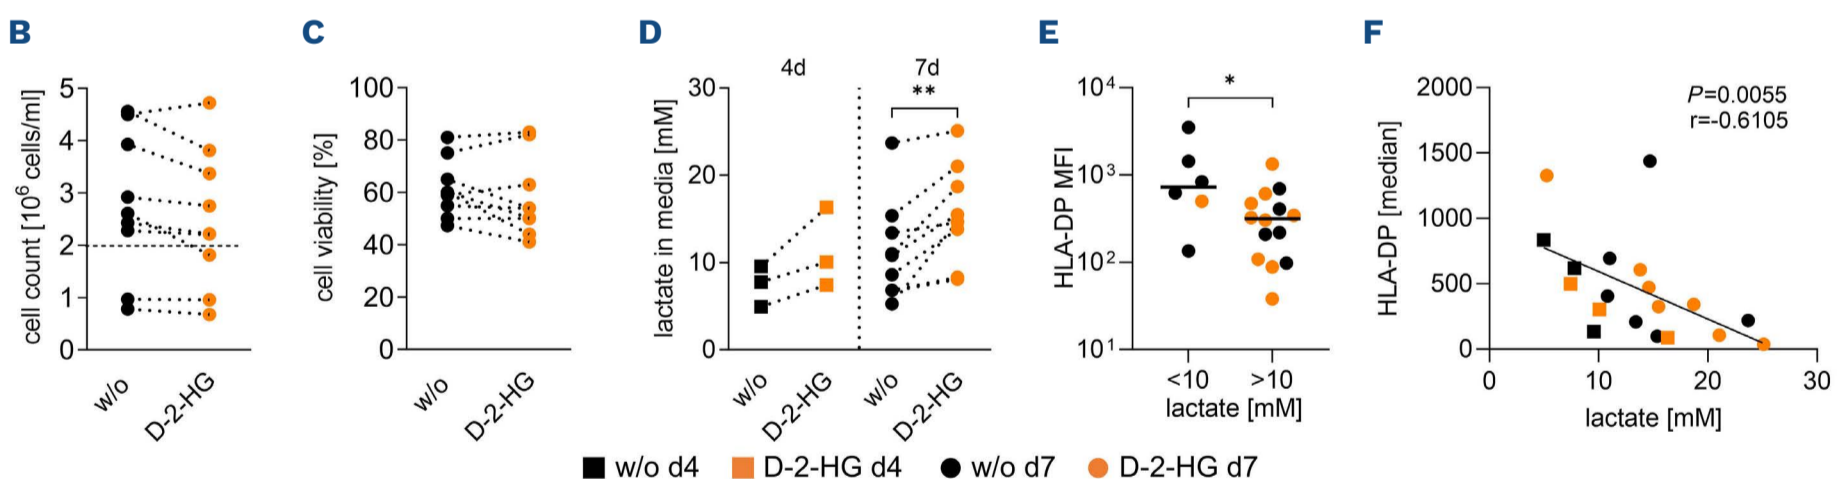 B
cell count [10⁶ cells/ml]
5
4
3
2
1
0
w/o
D-2-HG
C
cell viability [%]
100
80
60
40
20
0
w/o
D-2-HG
D
lactate in media [mM]
4d
7d
**
30
20
10
0
w/o
D-2-HG
w/o
D-2-HG
E
HLA-DP MFI
*
10⁴
10³
10²
10¹
<10
>10
lactate [mM]
F
HLA-DP [median]
P=0.0055
r=-0.6105
2000
1500
1000
500
0
0
10
20
30
lactate [mM]
w/o d4
D-2-HG d4
w/o d7
D-2-HG d7